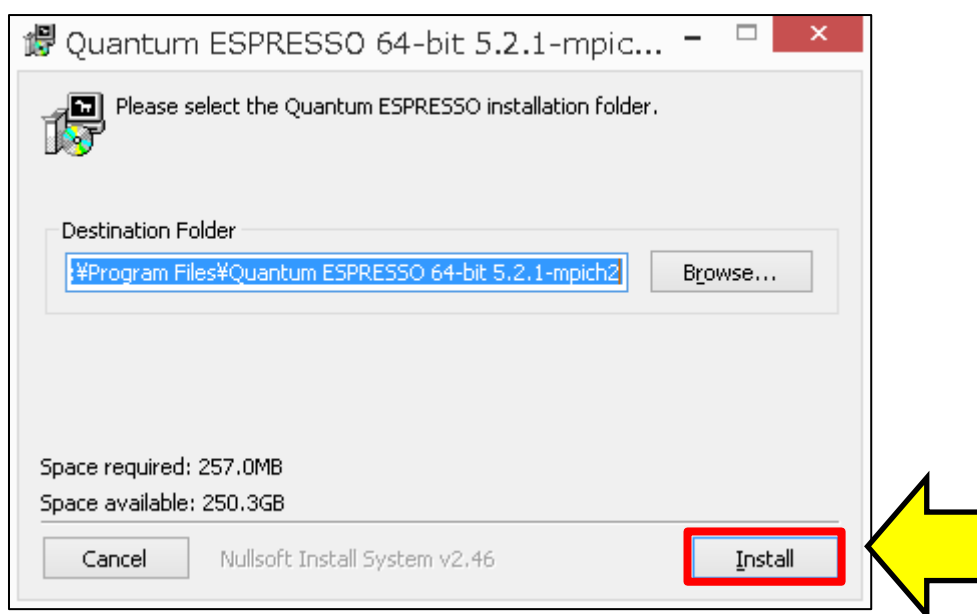 Quantum ESPRESSO 64-bit 5.2.1-mpic...
Please select the Quantum ESPRESSO installation folder.
Destination Folder
:¥Program Files¥Quantum ESPRESSO 64-bit 5.2.1-mpich2
Browse...
Space required: 257.0MB
Space available: 250.3GB
Cancel
Nullsoft Install System v2.46
Install